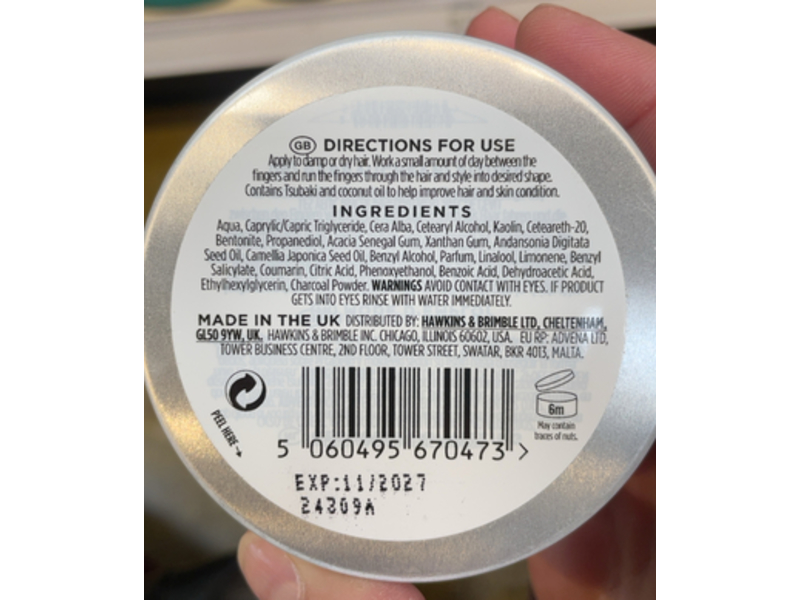 GB DIRECTIONS FOR USE
Apply to damp or dry hair. Work a small amount of clay between the
fingers and run the fingers through the hair and style into desired shape.
Contains Tsubaki and coconut oil to help improve hair and skin condition.
INGREDIENTS
Aqua, Caprylic/Capric Triglyceride, Cera Alba, Cetearyl Alcohol, Kaolin, Ceteareth-20,
Bentonite, Propanediol, Acacia Senegal Gum, Xanthan Gum, Andansonia Digitata
Seed Oil, Camellia Japonica Seed Oil, Benzyl Alcohol, Parfum, Linalool, Limonene, Benzyl
Salicylate, Coumarin, Citric Acid, Phenoxyethanol, Benzoic Acid, Dehydroacetic Acid,
Ethylhexylglycerin, Charcoal Powder. WARNINGS AVOID CONTACT WITH EYES. IF PRODUCT
GETS INTO EYES RINSE WITH WATER IMMEDIATELY.
MADE IN THE UK DISTRIBUTED BY: HAWKINS & BRIMBLE LTD, CHELTENHAM,
GL50 9YW, UK. HAWKINS & BRIMBLE INC. CHICAGO, ILLINOIS 60602, USA. EU RP: ADVENA LTD,
TOWER BUSINESS CENTRE, 2ND FLOOR, TOWER STREET, SWATAR, BKR 4013, MALTA.
PEEL HERE→
6m
May contain
traces of nuts.
5 060495 670473 >
EXP:11/2027
24309A